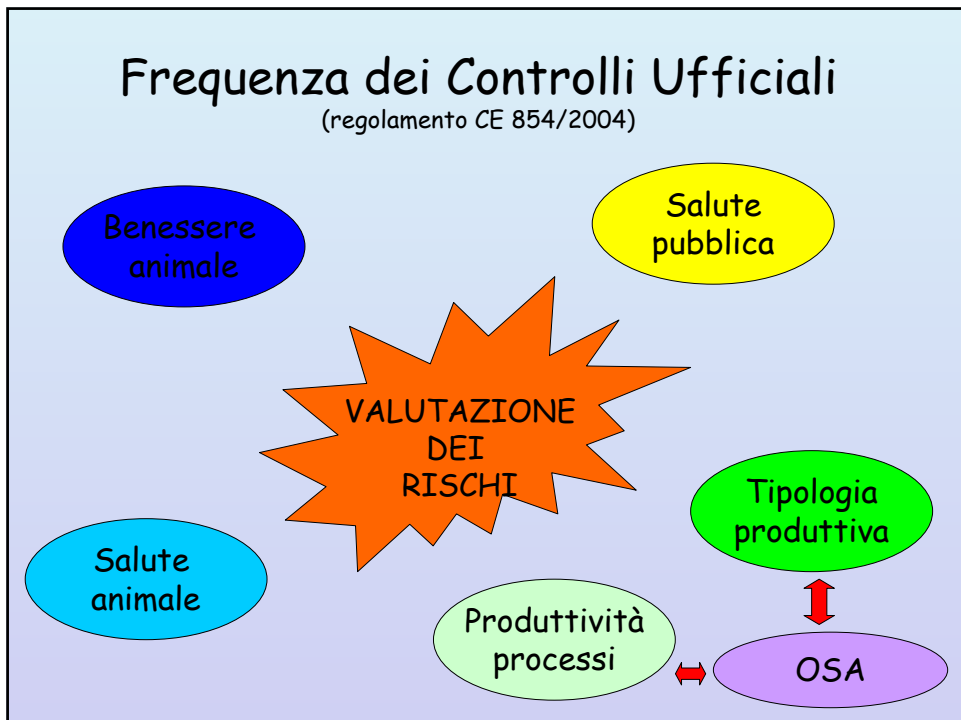 Frequenza dei Controlli Ufficiali
(regolamento CE 854/2004)
Benessere
animale
Salute
pubblica
VALUTAZIONE
DEI
RISCHI
Tipologia
produttiva
Salute
animale
Produttività
processi
OSA